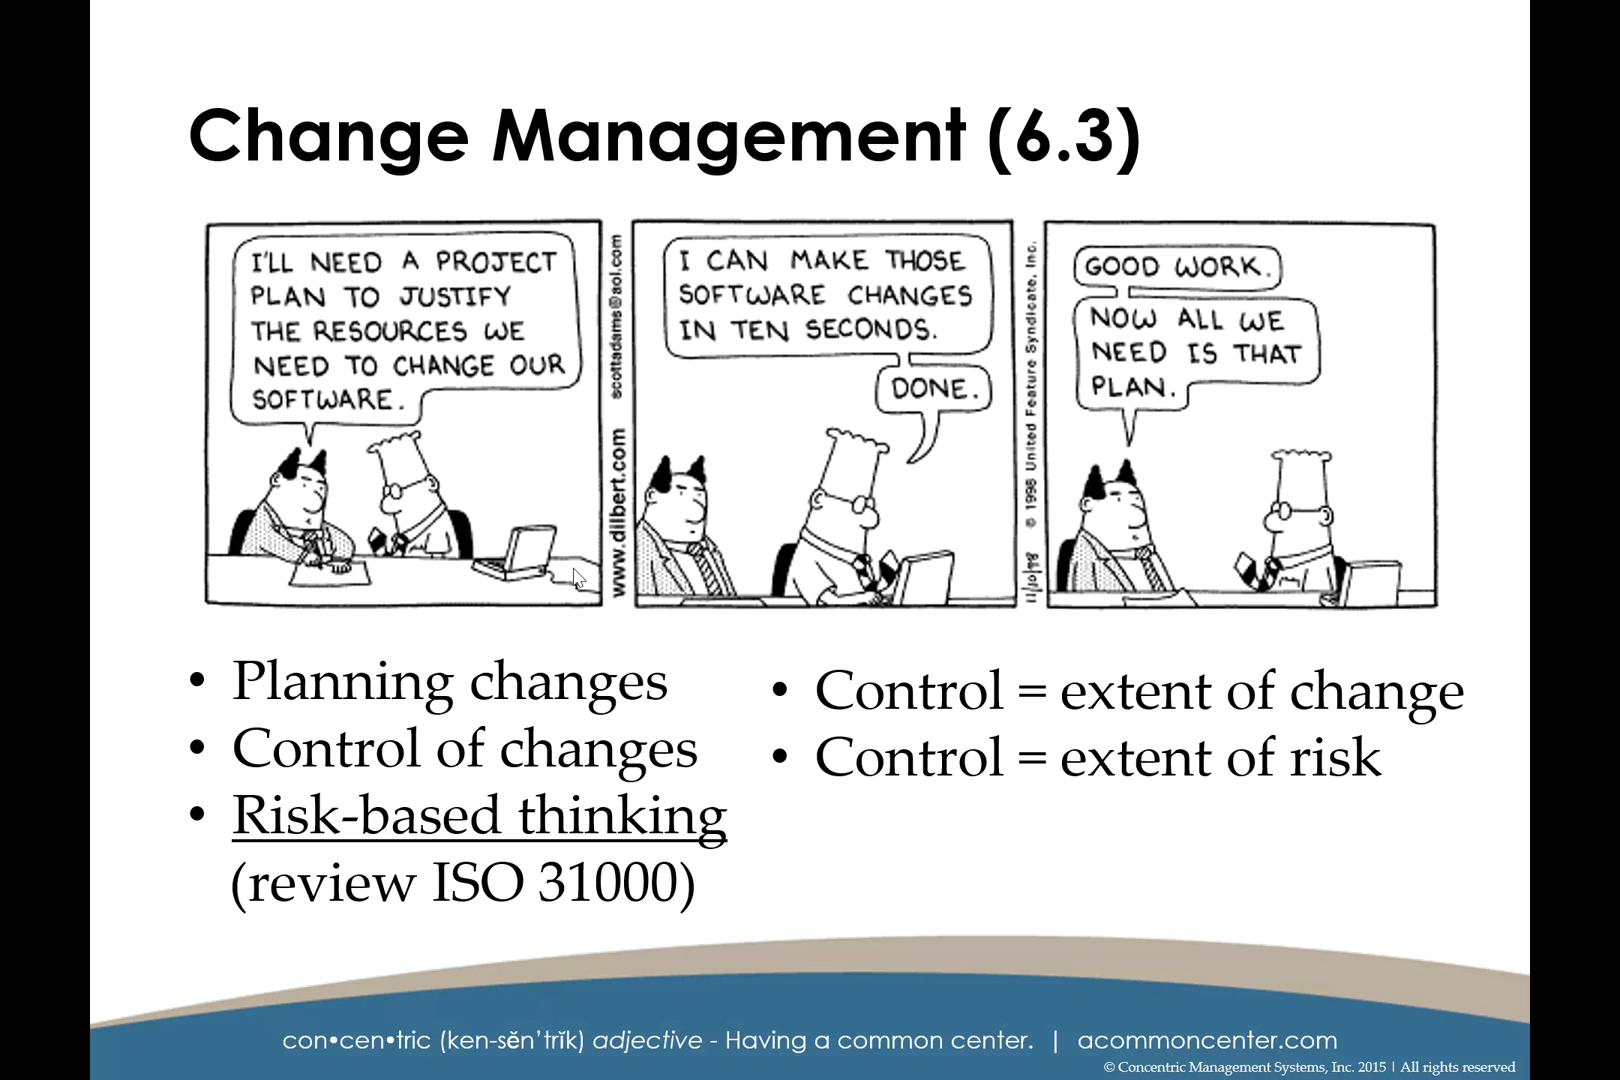 Change Management (6.3)
I'LL NEED A PROJECT
PLAN TO JUSTIFY
THE RESOURCES WE
NEED TO CHANGE OUR
SOFTWARE.
www.dilbert.com scottadams@aol.com
I CAN MAKE THOSE
SOFTWARE CHANGES
IN TEN SECONDS.
DONE.
11/10/98 © 1998 United Feature Syndicate, Inc.
GOOD WORK.
NOW ALL WE
NEED IS THAT
PLAN.
• Planning changes
• Control of changes
• Risk-based thinking
(review ISO 31000)
• Control = extent of change
• Control = extent of risk
con•cen•tric (ken-sĕn’trĭk) adjective - Having a common center. | acommoncenter.com
© Concentric Management Systems, Inc. 2015 | All rights reserved